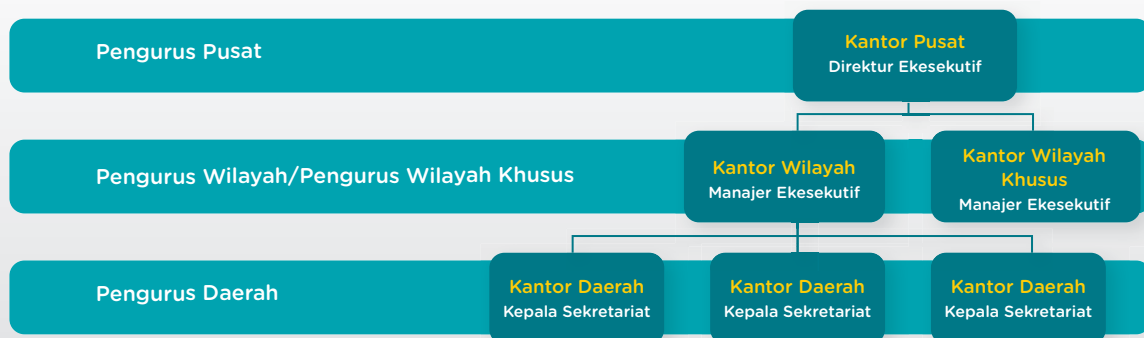 Pengurus Pusat
Kantor Pusat
Direktur Ekesekutif
Pengurus Wilayah/Pengurus Wilayah Khusus
Kantor Wilayah
Manajer Ekesekutif
Kantor Wilayah
Khusus
Manajer Ekesekutif
Pengurus Daerah
Kantor Daerah
Kepala Sekretariat
Kantor Daerah
Kepala Sekretariat
Kantor Daerah
Kepala Sekretariat